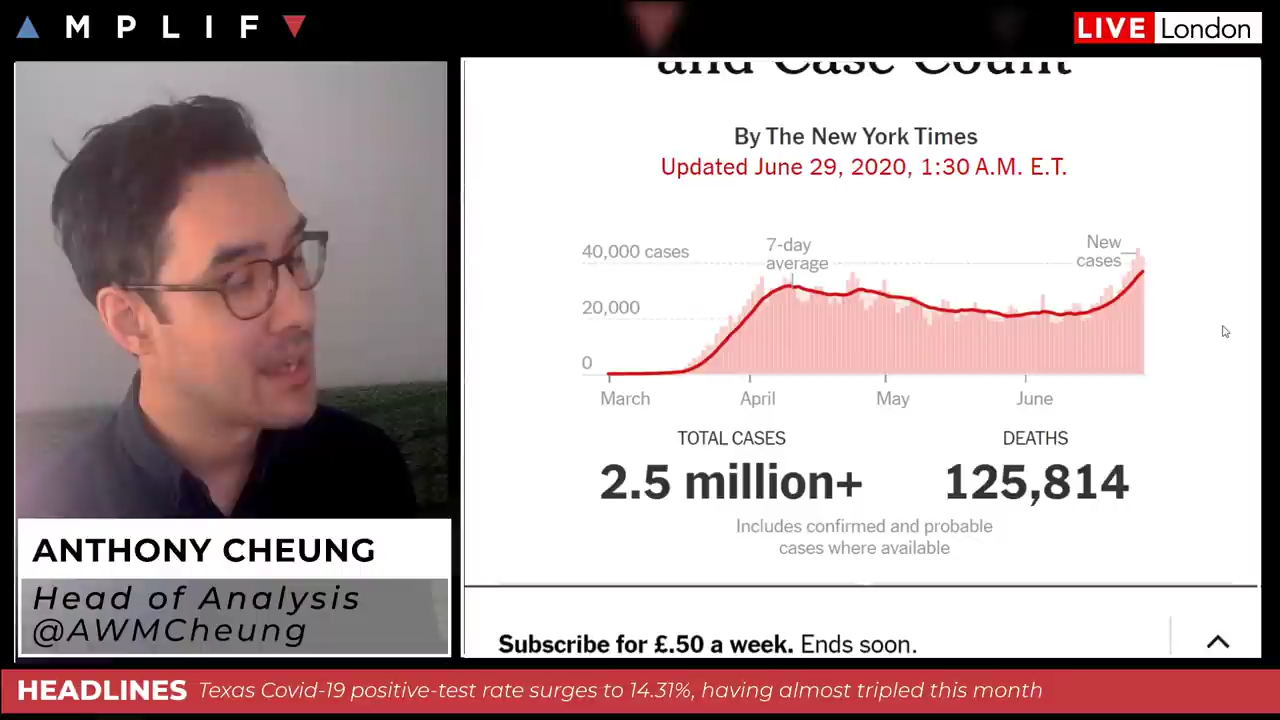 MPLIF
LIVE London
and Case Count
By The New York Times
Updated June 29, 2020, 1:30 A.M. E.T.
40,000 cases
7-day
average
New
cases
20,000
0
March
April
May
June
TOTAL CASES
DEATHS
2.5 million+
125,814
Includes confirmed and probable
cases where available
Subscribe for £.50 a week. Ends soon.
ANTHONY CHEUNG
Head of Analysis
@AWMCheung
HEADLINES Texas Covid-19 positive-test rate surges to 14.31%, having almost tripled this month